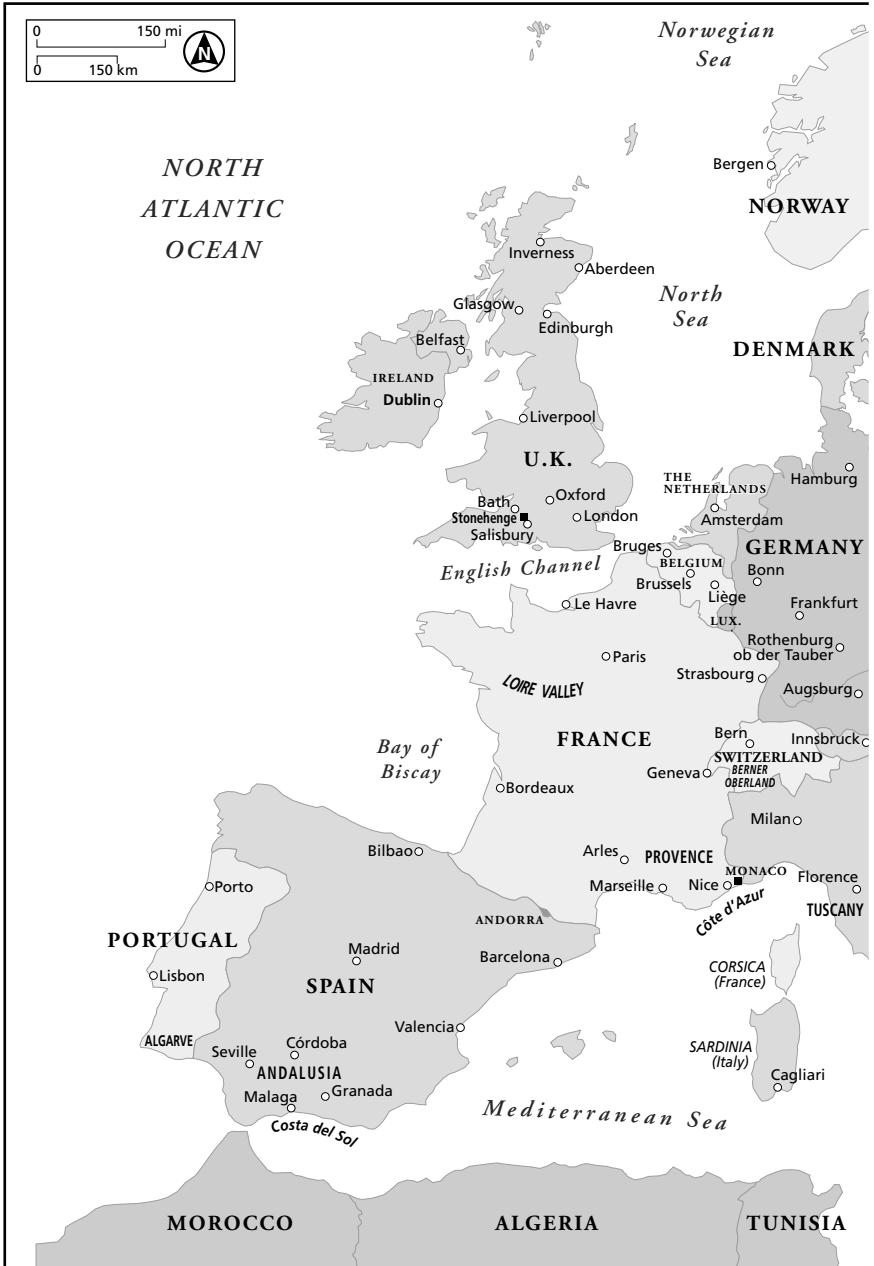 0 150 mi
0 150 km
N
Norwegian
Sea
NORTH
ATLANTIC
OCEAN
Bergen
NORWAY
Inverness
Aberdeen
North
Sea
Glasgow
Edinburgh
Belfast
DENMARK
IRELAND
Dublin
Liverpool
U.K.
THE
NETHERLANDS
Hamburg
Bath
Oxford
Stonehenge
London
Salisbury
Amsterdam
Bruges
GERMANY
English Channel
BELGIUM
Bonn
Brussels
Liège
Le Havre
Frankfurt
LUX.
Rothenburg
ob der Tauber
Paris
Strasbourg
LOIRE VALLEY
Augsburg
Bay of
Biscay
FRANCE
Bern
Innsbruck
SWITZERLAND
Geneva
BERNER
OBERLAND
Bordeaux
Milan
Bilbao
Arles
PROVENCE
MONACO
Porto
Marseille
Nice
Florence
Côte d'Azur
TUSCANY
ANDORRA
PORTUGAL
Madrid
Barcelona
Lisbon
SPAIN
CORSICA
(France)
Valencia
ALGARVE
Seville
Córdoba
SARDINIA
(Italy)
ANDALUSIA
Cagliari
Malaga
Granada
Mediterranean Sea
Costa del Sol
MOROCCO
ALGERIA
TUNISIA